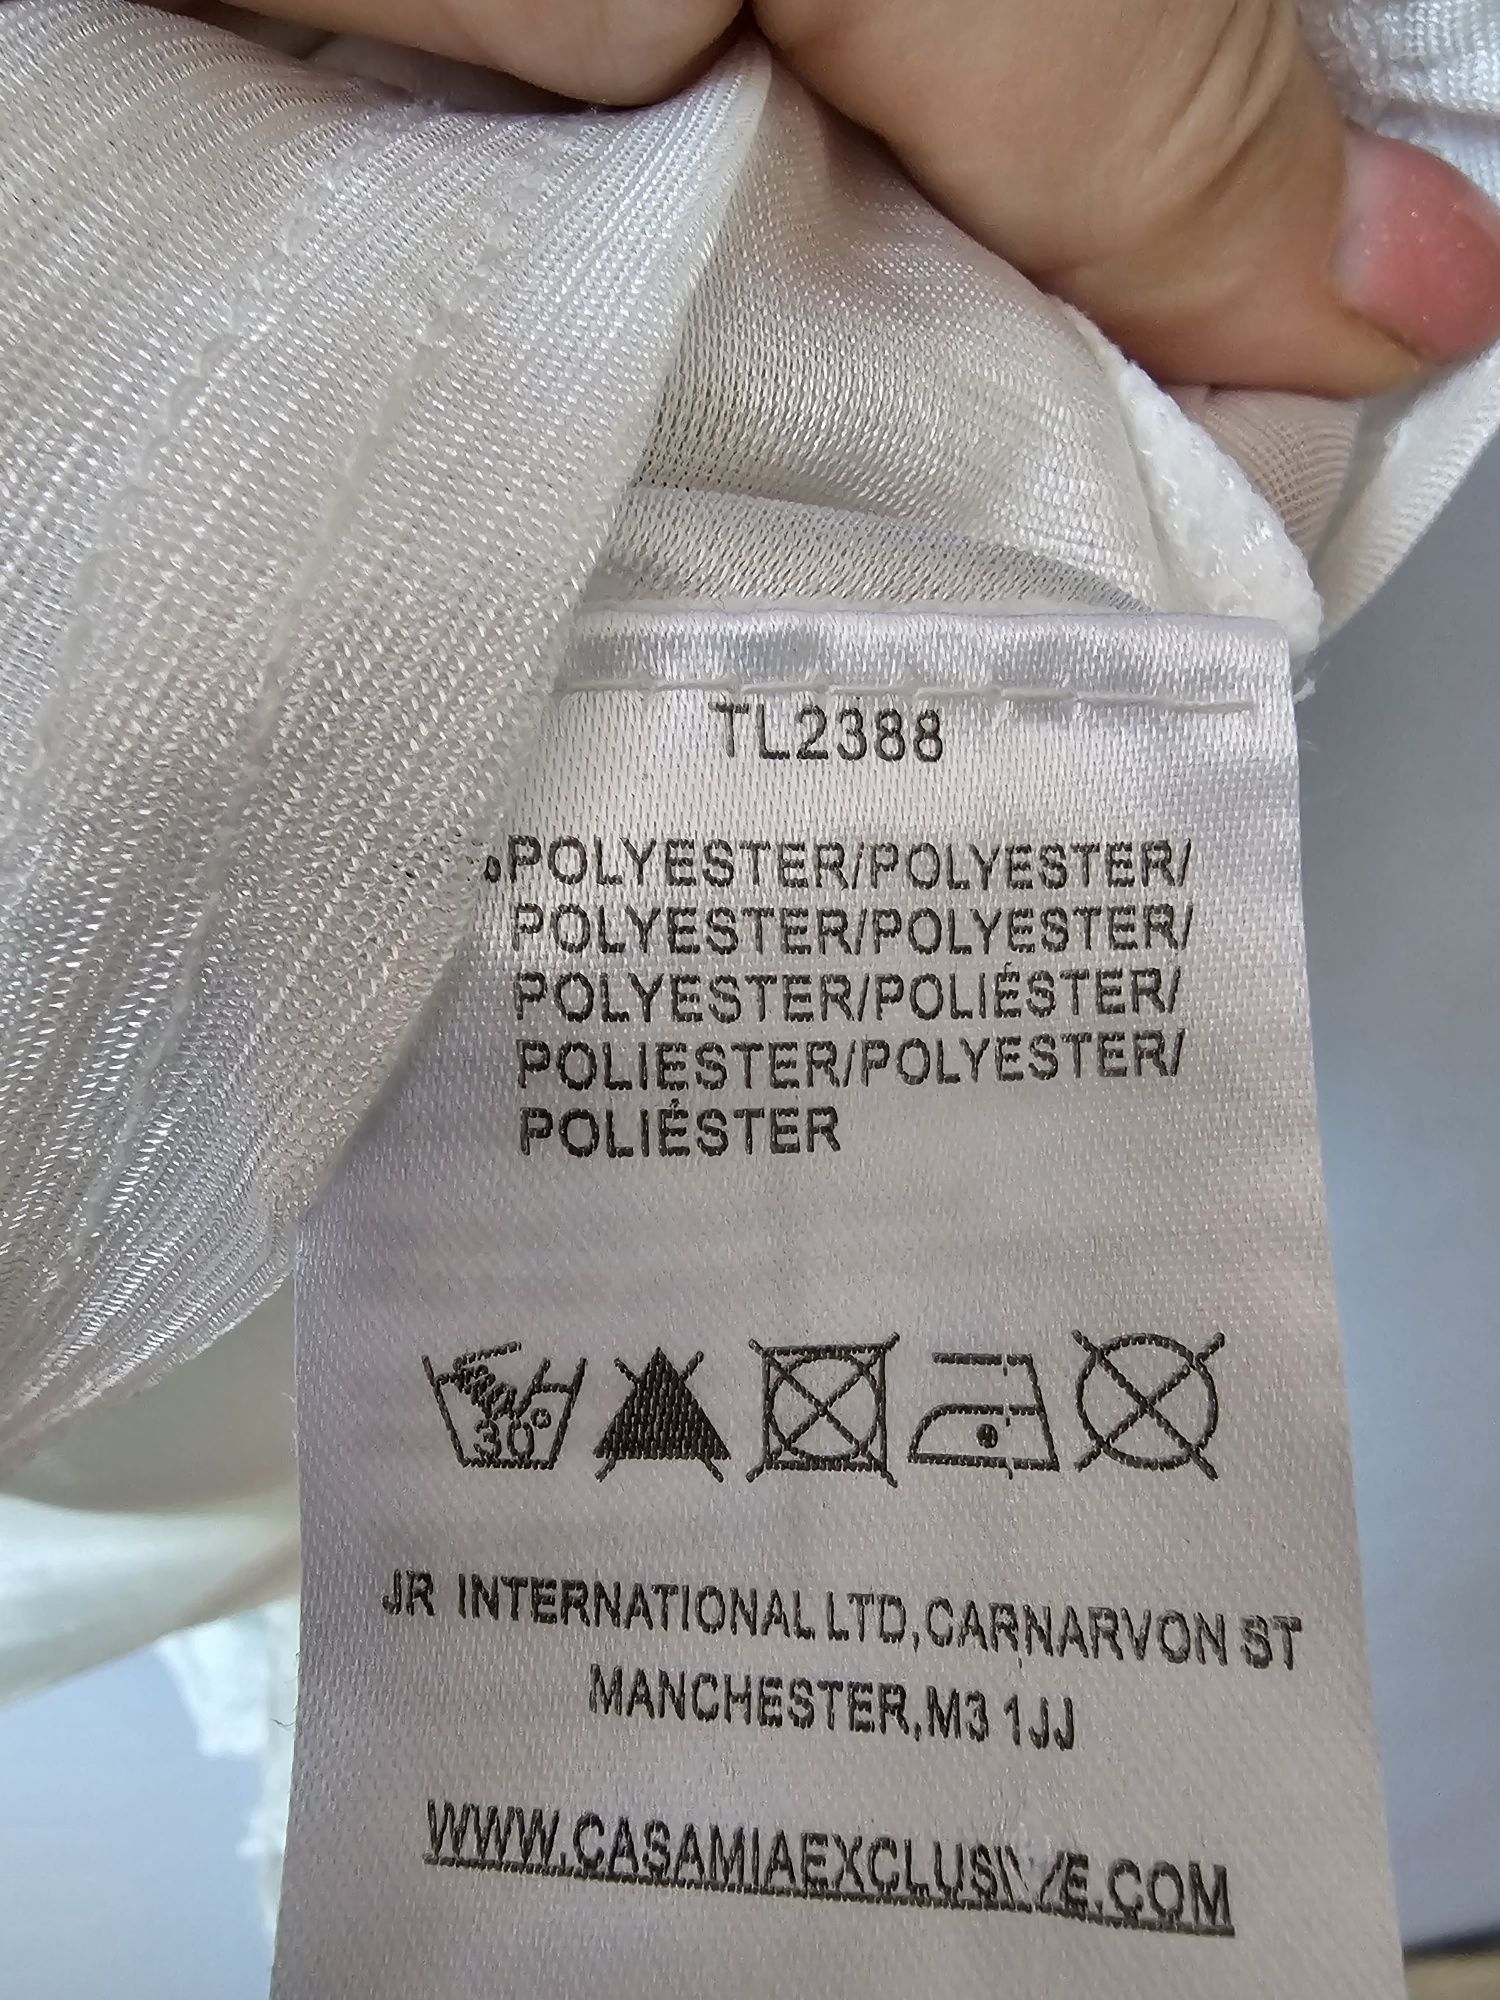 TL2388
%POLYESTER/POLYESTER/
POLYESTER/POLYESTER/
POLYESTER/POLIÉSTER/
POLIESTER/POLYESTER/
POLIÉSTER
30°
JR INTERNATIONAL LTD,CARNARVON ST
MANCHESTER,M3 1JJ
WWW.CASAMIAEXCLUSIVE.COM